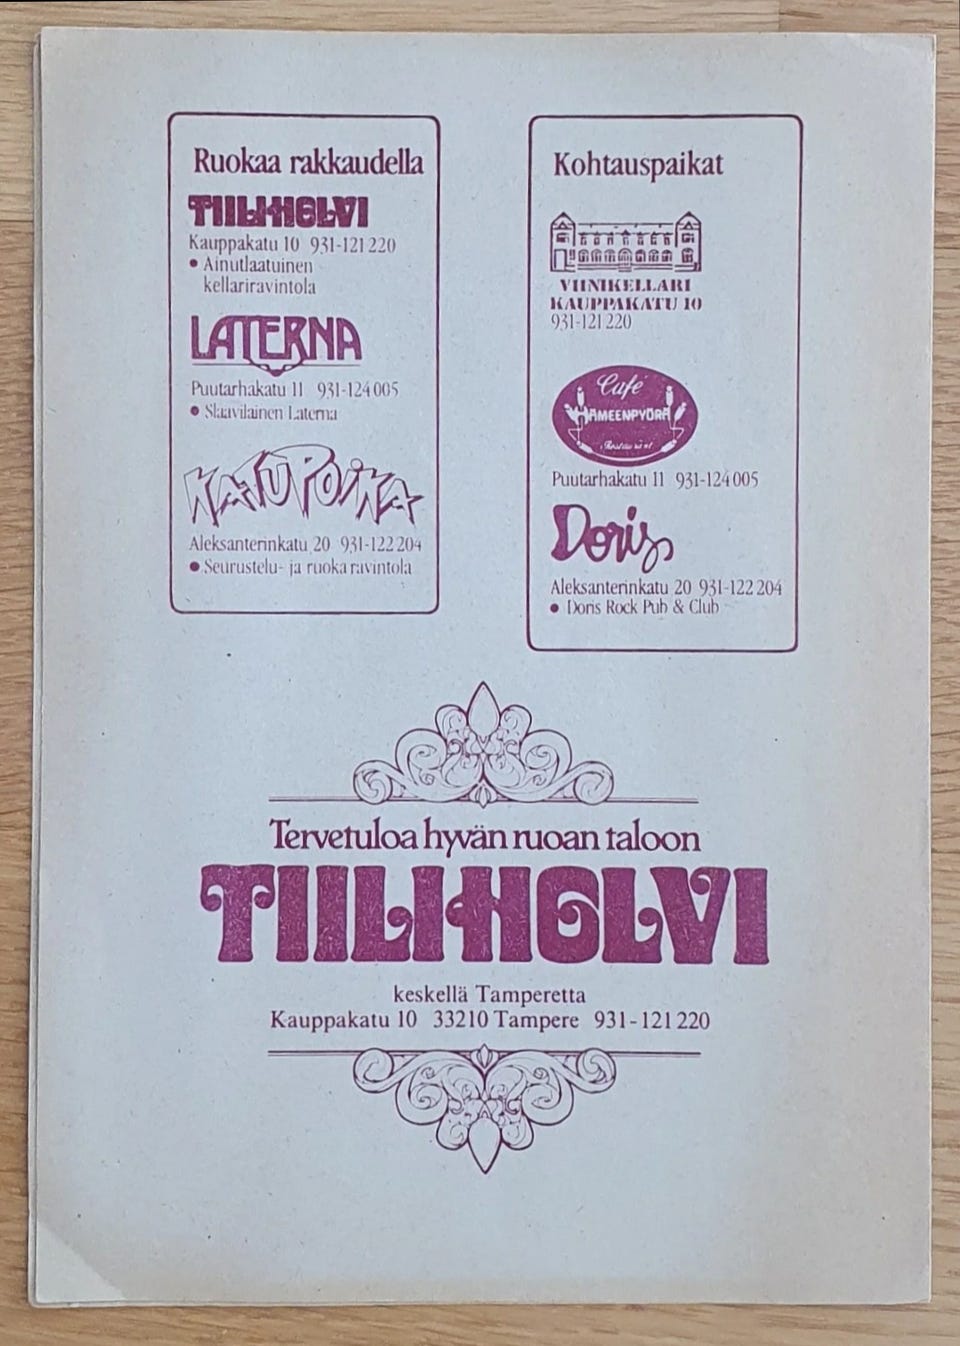 Ruokaa rakkaudella
TIILIHOLVI
Kauppakatu 10 931-121 220
• Ainutlaatuinen
kellariravintola
LATERNA
Puutarhakatu 11 931-124 005
• Slaavilainen Laterna
KATUPOIKA
Aleksanterinkatu 20 931-122 204
• Seurustelu- ja ruokaravintola
Kohtauspaikat
VIINIKELLARI
KAUPPAKATU 10
931-121 220
Café
HÄMEENPYÖRÄ
Restaurant
Puutarhakatu 11 931-124 005
Doris
Aleksanterinkatu 20 931-122 204
• Doris Rock Pub & Club
Tervetuloa hyvän ruoan taloon
TIILIHOLVI
keskellä Tamperetta
Kauppakatu 10 33210 Tampere 931-121 220